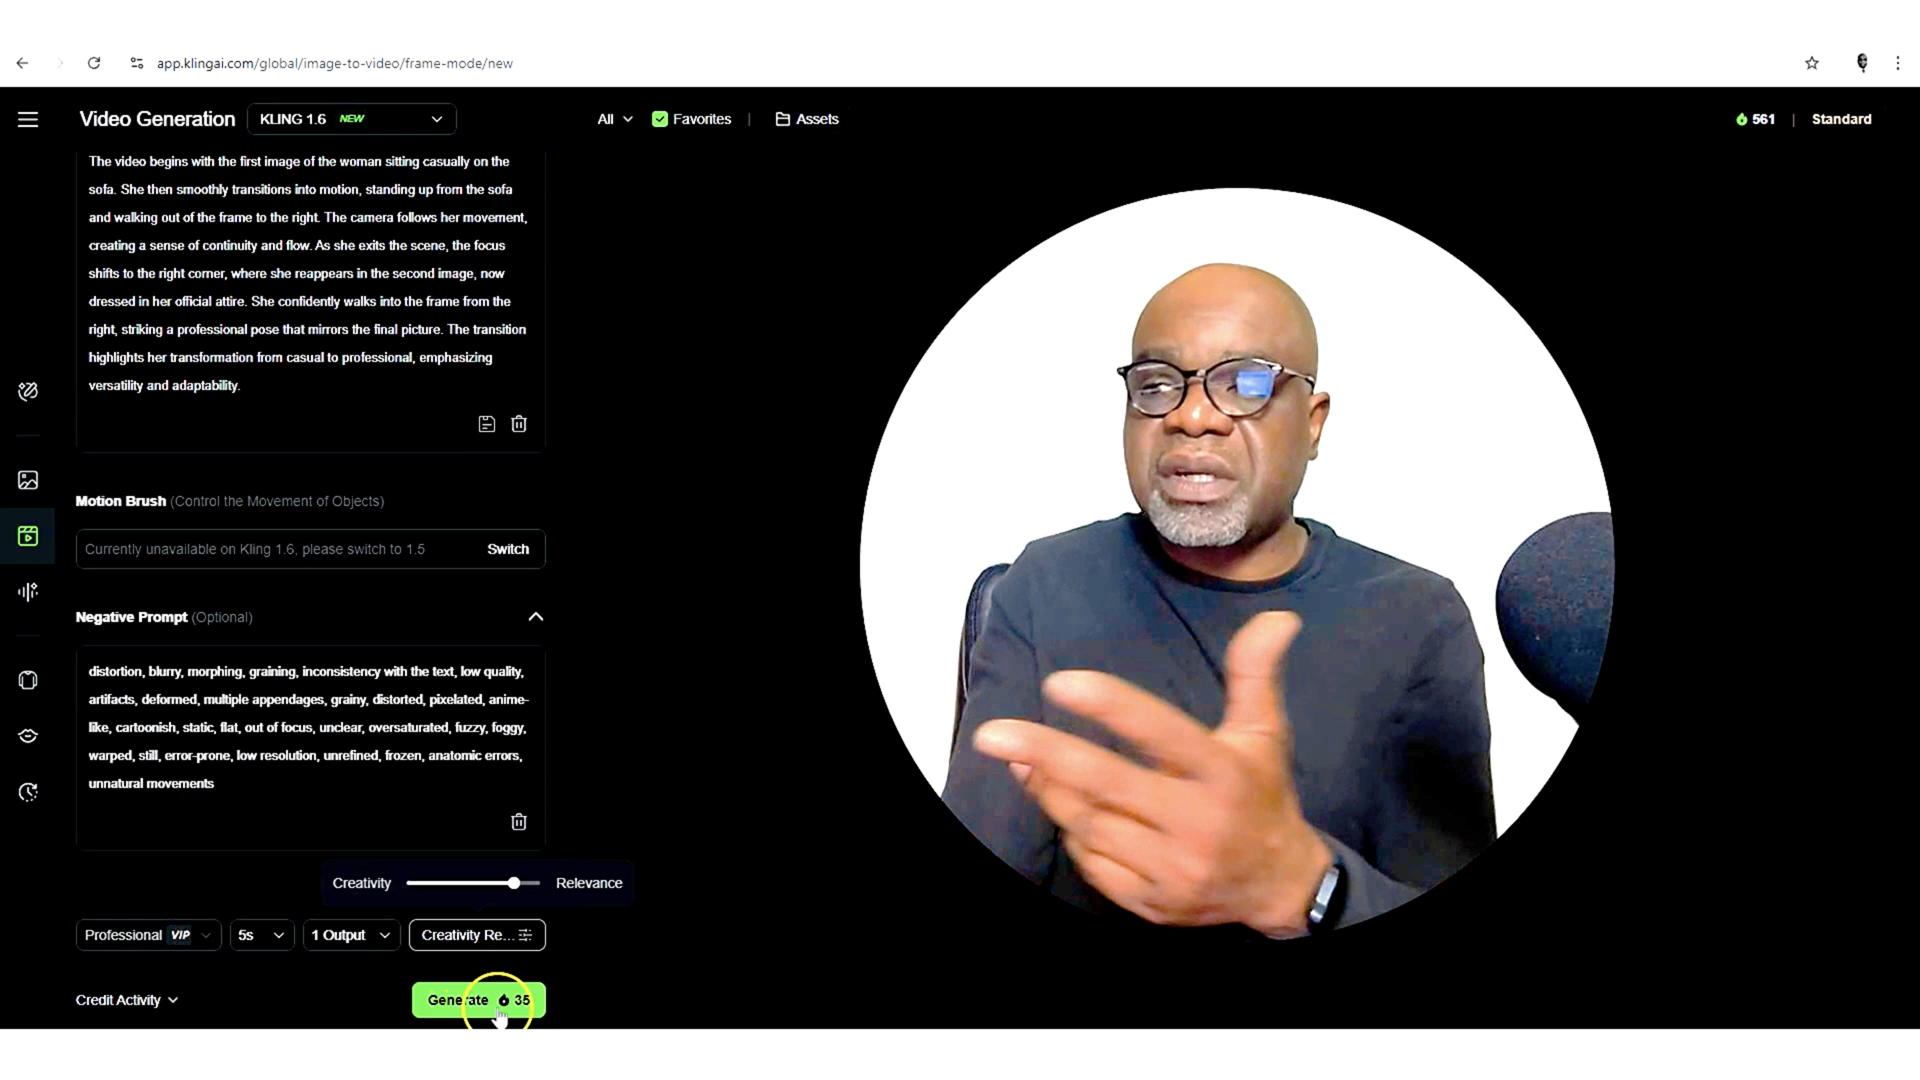 app.klingai.com/global/image-to-video/frame-mode/new
Video Generation
KLING 1.6 NEW
All
Favorites
Assets
561
Standard
The video begins with the first image of the woman sitting casually on the
sofa. She then smoothly transitions into motion, standing up from the sofa
and walking out of the frame to the right. The camera follows her movement,
creating a sense of continuity and flow. As she exits the scene, the focus
shifts to the right corner, where she reappears in the second image, now
dressed in her official attire. She confidently walks into the frame from the
right, striking a professional pose that mirrors the final picture. The transition
highlights her transformation from casual to professional, emphasizing
versatility and adaptability.
Motion Brush (Control the Movement of Objects)
Currently unavailable on Kling 1.6, please switch to 1.5
Switch
Negative Prompt (Optional)
distortion, blurry, morphing, graining, inconsistency with the text, low quality,
artifacts, deformed, multiple appendages, grainy, distorted, pixelated, anime-
like, cartoonish, static, flat, out of focus, unclear, oversaturated, fuzzy, foggy,
warped, still, error-prone, low resolution, unrefined, frozen, anatomic errors,
unnatural movements
Creativity
Relevance
Professional VIP
5s
1 Output
Creativity Re...
Credit Activity
Generate 35